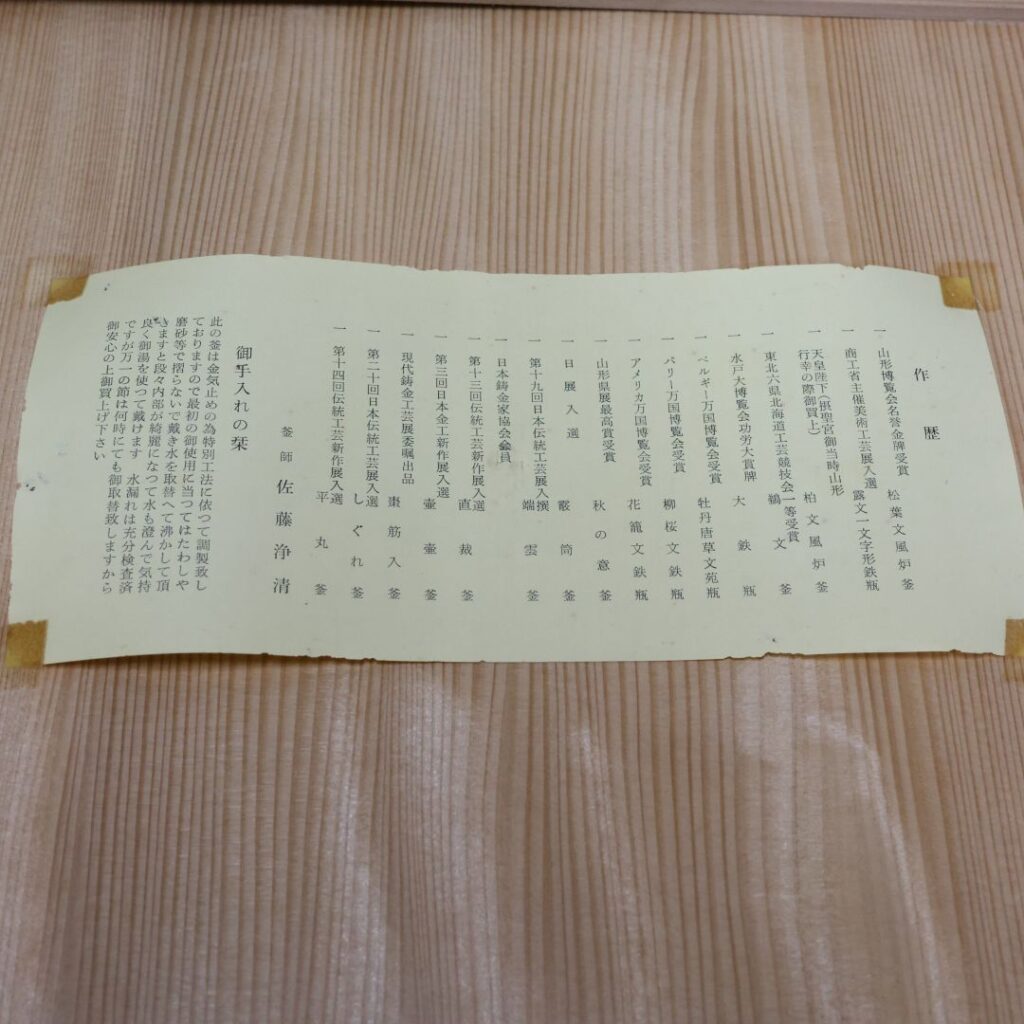 作歴
一 山形博覧会名誉金牌受賞 松葉文風炉釜
一 商工省主催美術工芸展入選 露文一文字形鉄瓶
一 天皇陛下(摂聖宮御当時山形
行幸の際御買上) 柏文風炉釜
一 東北六県北海道工芸競技会一等受賞 鶴文釜
一 水戸大博覧会功労大賞牌 大鉄瓶
一 ベルギー万国博覧会受賞 牡丹唐草文苑瓶
一 パリー万国博覧会受賞 柳桜文鉄瓶
一 アメリカ万国博覧会受賞 花籠文鉄瓶
一 山形県展最高賞受賞 秋の意釜
一 日展入選 霰筒釜
一 第十九回日本伝統工芸展入撰 端雲釜
一 日本鋳金家協会会員
一 第十三回伝統工芸新作展入選 直裁釜
一 第三回日本金工新作展入選 壷壷釜
一 現代鋳金工芸展委嘱出品 棗筋入釜
一 第二十回日本伝統工芸展入選 しぐれ釜
一 第十四回伝統工芸新作展入選 平丸釜
釜師 佐藤浄清
御手入れの栞
此の釜は金気止めの為特別工法に依つて調製致し
ておりますので最初の御使用に当つてはたわしや
磨砂等で摺らないで戴き水を取替へて沸かして頂
きますと段々内部が綺麗になつて水も澄んで気持
良く御湯を使つて戴けます 水漏れは充分検査済
ですが万一の節は何時にても御取替致しますから
御安心の上御買上げ下さい